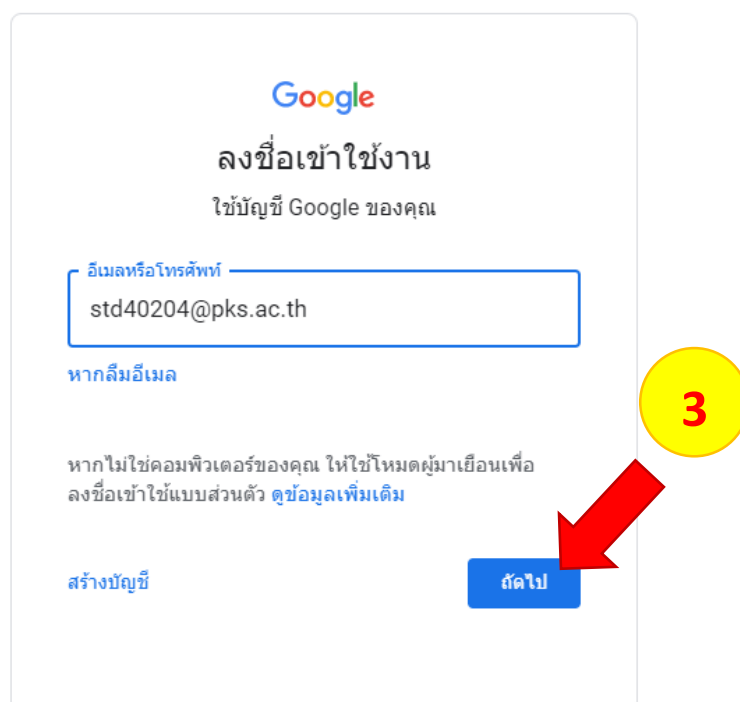 Google
ลงชื่อเข้าใช้งาน
ใช้บัญชี Google ของคุณ
อีเมลหรือโทรศัพท์
std40204@pks.ac.th
หากลืมอีเมล
3
หากไม่ใช่คอมพิวเตอร์ของคุณ ให้ใช้โหมดผู้มาเยือนเพื่อ
ลงชื่อเข้าใช้แบบส่วนตัว ดูข้อมูลเพิ่มเติม
สร้างบัญชี
ถัดไป